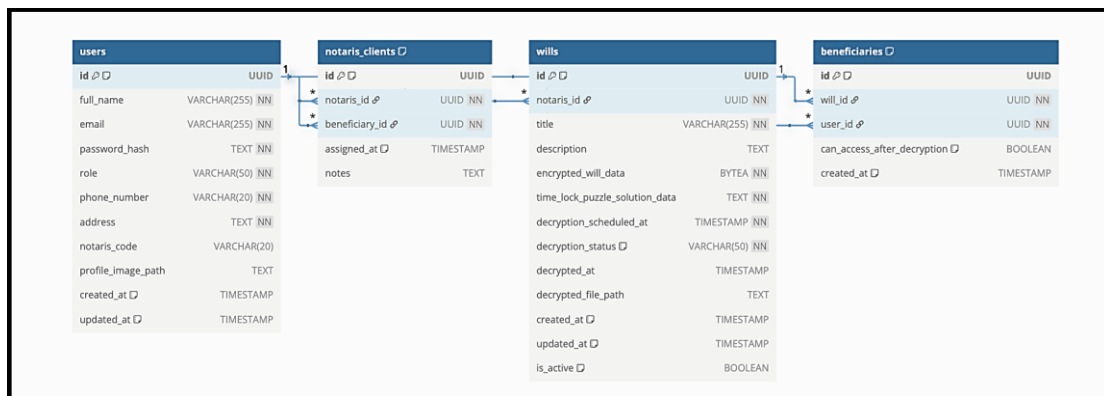 users
id UUID
full_name VARCHAR(255) NN
email VARCHAR(255) NN
password_hash TEXT NN
role VARCHAR(50) NN
phone_number VARCHAR(20) NN
address TEXT NN
notaris_code VARCHAR(20)
profile_image_path TEXT
created_at TIMESTAMP
updated_at TIMESTAMP
1
*
*
notaris_clients
id UUID
notaris_id UUID NN
beneficiary_id UUID NN
assigned_at TIMESTAMP
notes TEXT
*
wills
id UUID
notaris_id UUID NN
title VARCHAR(255) NN
description TEXT
encrypted_will_data BYTEA NN
time_lock_puzzle_solution_data TEXT NN
decryption_scheduled_at TIMESTAMP NN
decryption_status VARCHAR(50) NN
decrypted_at TIMESTAMP
decrypted_file_path TEXT
created_at TIMESTAMP
updated_at TIMESTAMP
is_active BOOLEAN
1
*
*
beneficiaries
id UUID
will_id UUID NN
user_id UUID NN
can_access_after_decryption BOOLEAN
created_at TIMESTAMP